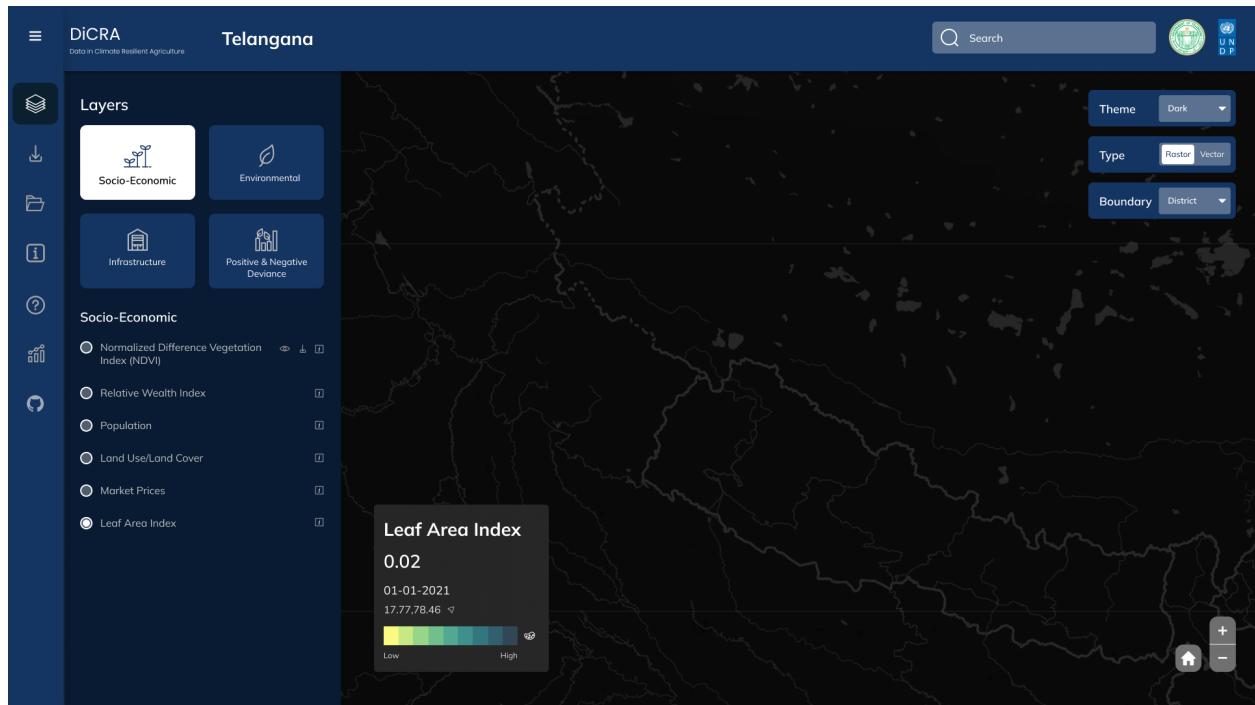 DiCRA
Data in Climate Resilient Agriculture
Telangana
Search
U N
D P
Layers
Socio-Economic
Environmental
Infrastructure
Positive & Negative
Deviance
Socio-Economic
Normalized Difference Vegetation
Index (NDVI)
Relative Wealth Index
Population
Land Use/Land Cover
Market Prices
Leaf Area Index
Theme
Dark
Type
Rastor
Vector
Boundary
District
Leaf Area Index
0.02
01-01-2021
17.77,78.46
Low
High